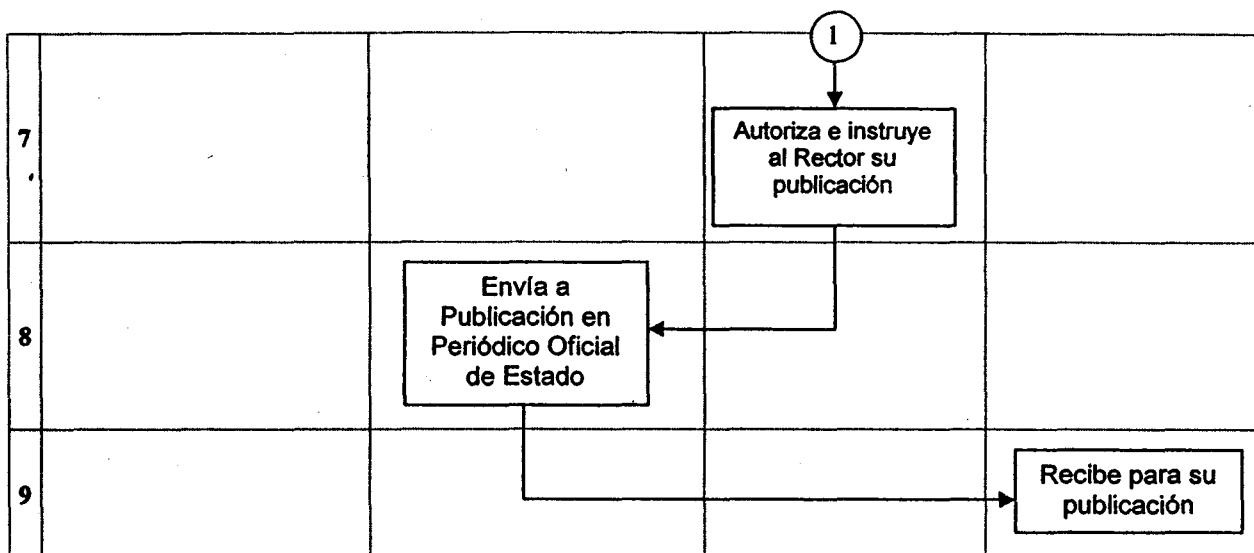 1
7
Autoriza e instruye
al Rector su
publicación
8
Envía a
Publicación en
Periódico Oficial
de Estado
9
Recibe para su
publicación